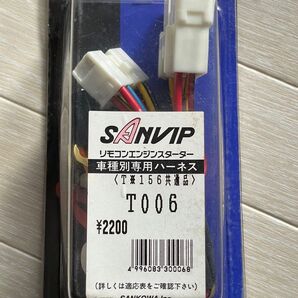 SANVIP
リモコンエンジンスターター
車種別専用ハーネス
〈T※156共通品〉
T006
¥2200
4996083300068
(詳しくは適応表をご確認下さい)
SANKOWA Inc.